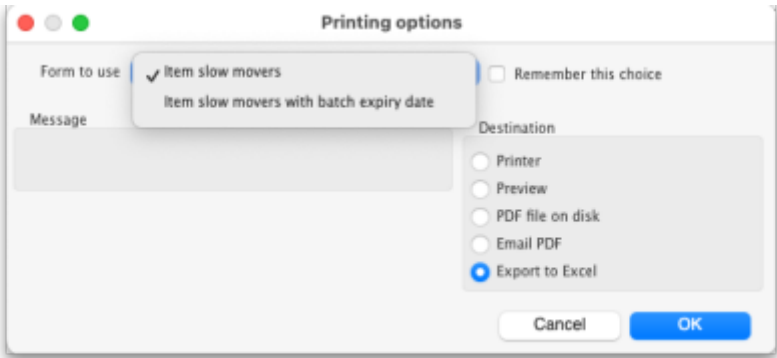 Printing options
Form to use
✓ Item slow movers
Item slow movers with batch expiry date
Remember this choice
Message
Destination
Printer
Preview
PDF file on disk
Email PDF
Export to Excel
Cancel
OK